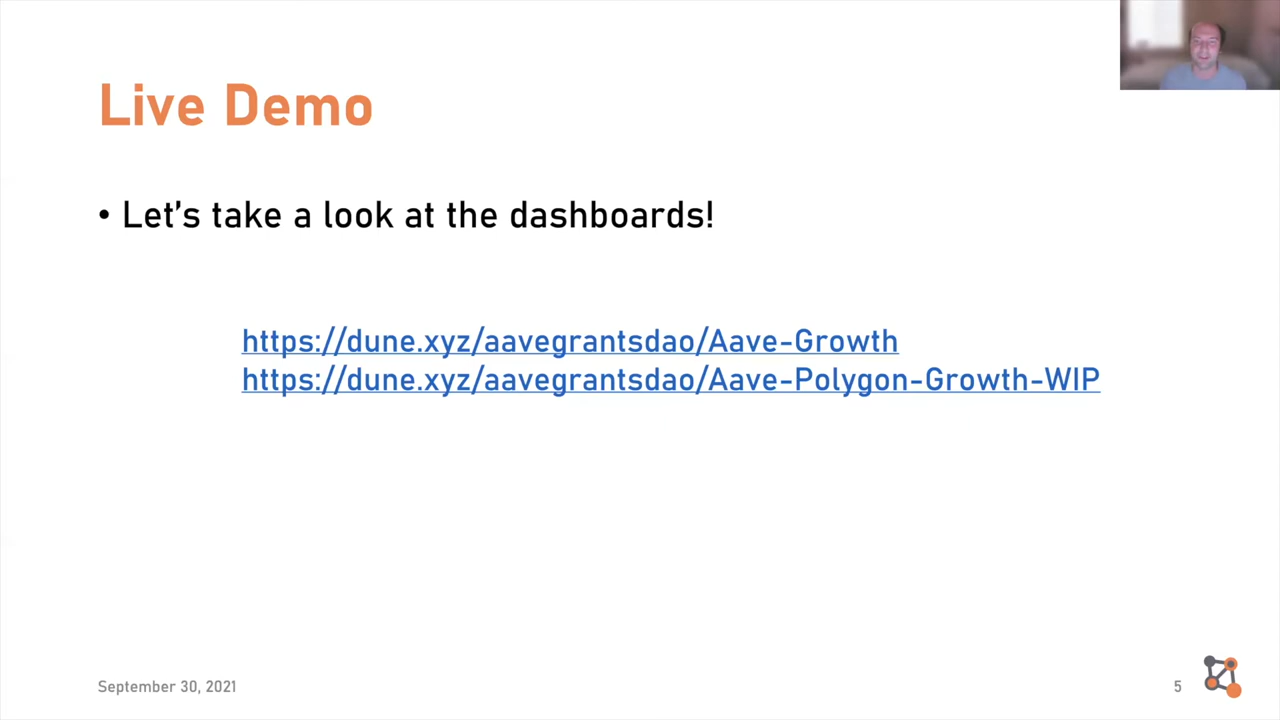 Live Demo
• Let's take a look at the dashboards!
https://dune.xyz/aavegrantsdao/Aave-Growth
https://dune.xyz/aavegrantsdao/Aave-Polygon-Growth-WIP
September 30, 2021
5